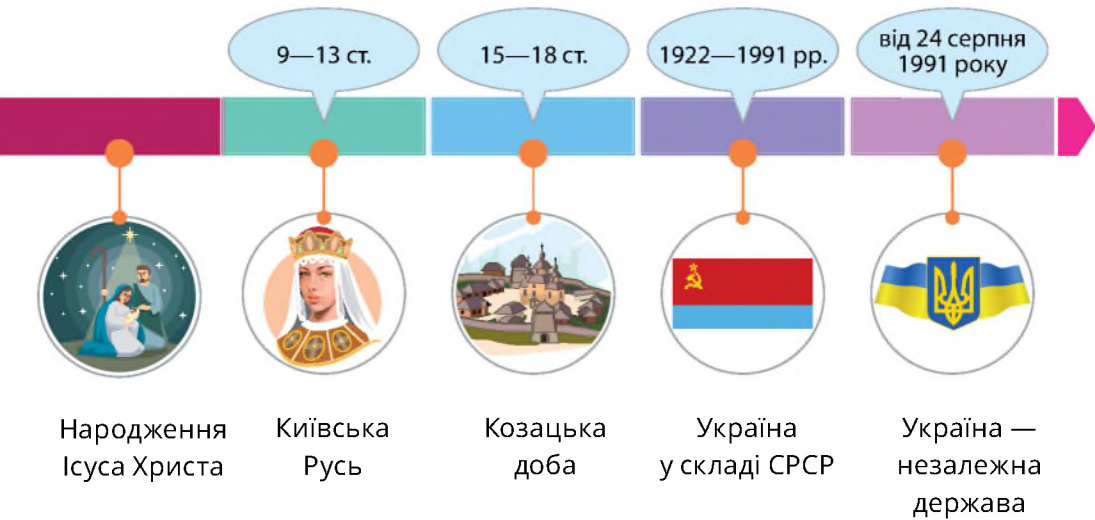 9—13 ст.
15—18 ст.
1922—1991 рр.
від 24 серпня
1991 року
Народження
Ісуса Христа
Київська
Русь
Козацька
доба
Україна
у складі СРСР
Україна —
незалежна
держава